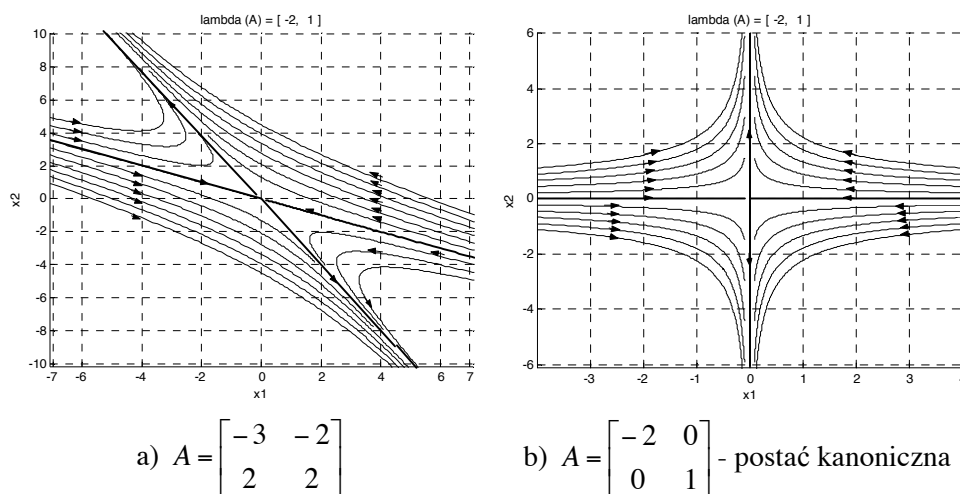 lambda (A) = [ -2, 1 ]
10
8
6
4
2
0
-2
-4
-6
-8
-10
x2
-7 -6 -4 -2 0 2 4 6 7
x1
a) A = [ -3 -2
2 2 ]
lambda (A) = [ -2, 1 ]
6
4
2
0
-2
-4
-6
x2
-3 -2 -1 0 1 2 3 4
x1
b) A = [ -2 0
0 1 ] - postać kanoniczna